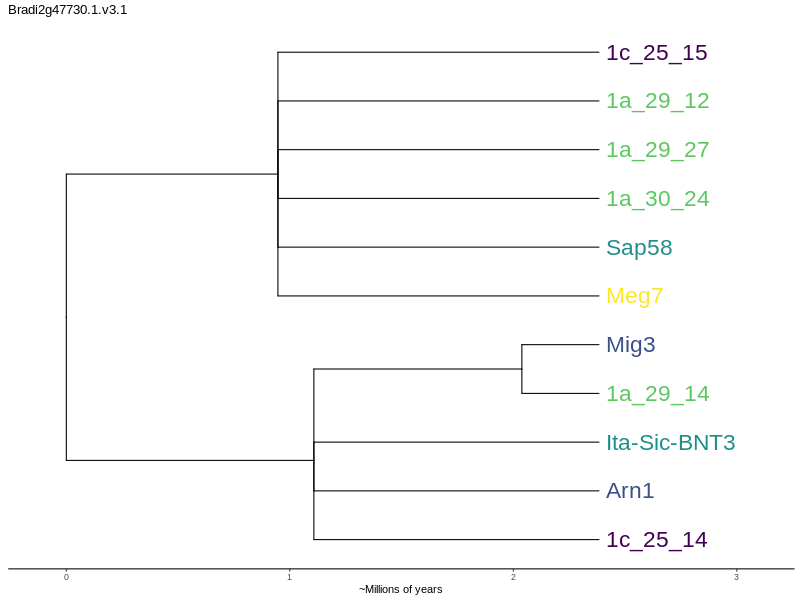 Bradi2g47730.1.v3.1
1c_25_15
1a_29_12
1a_29_27
1a_30_24
Sap58
Meg7
Mig3
1a_29_14
Ita-Sic-BNT3
Arn1
1c_25_14
0 1 2 3
~Millions of years